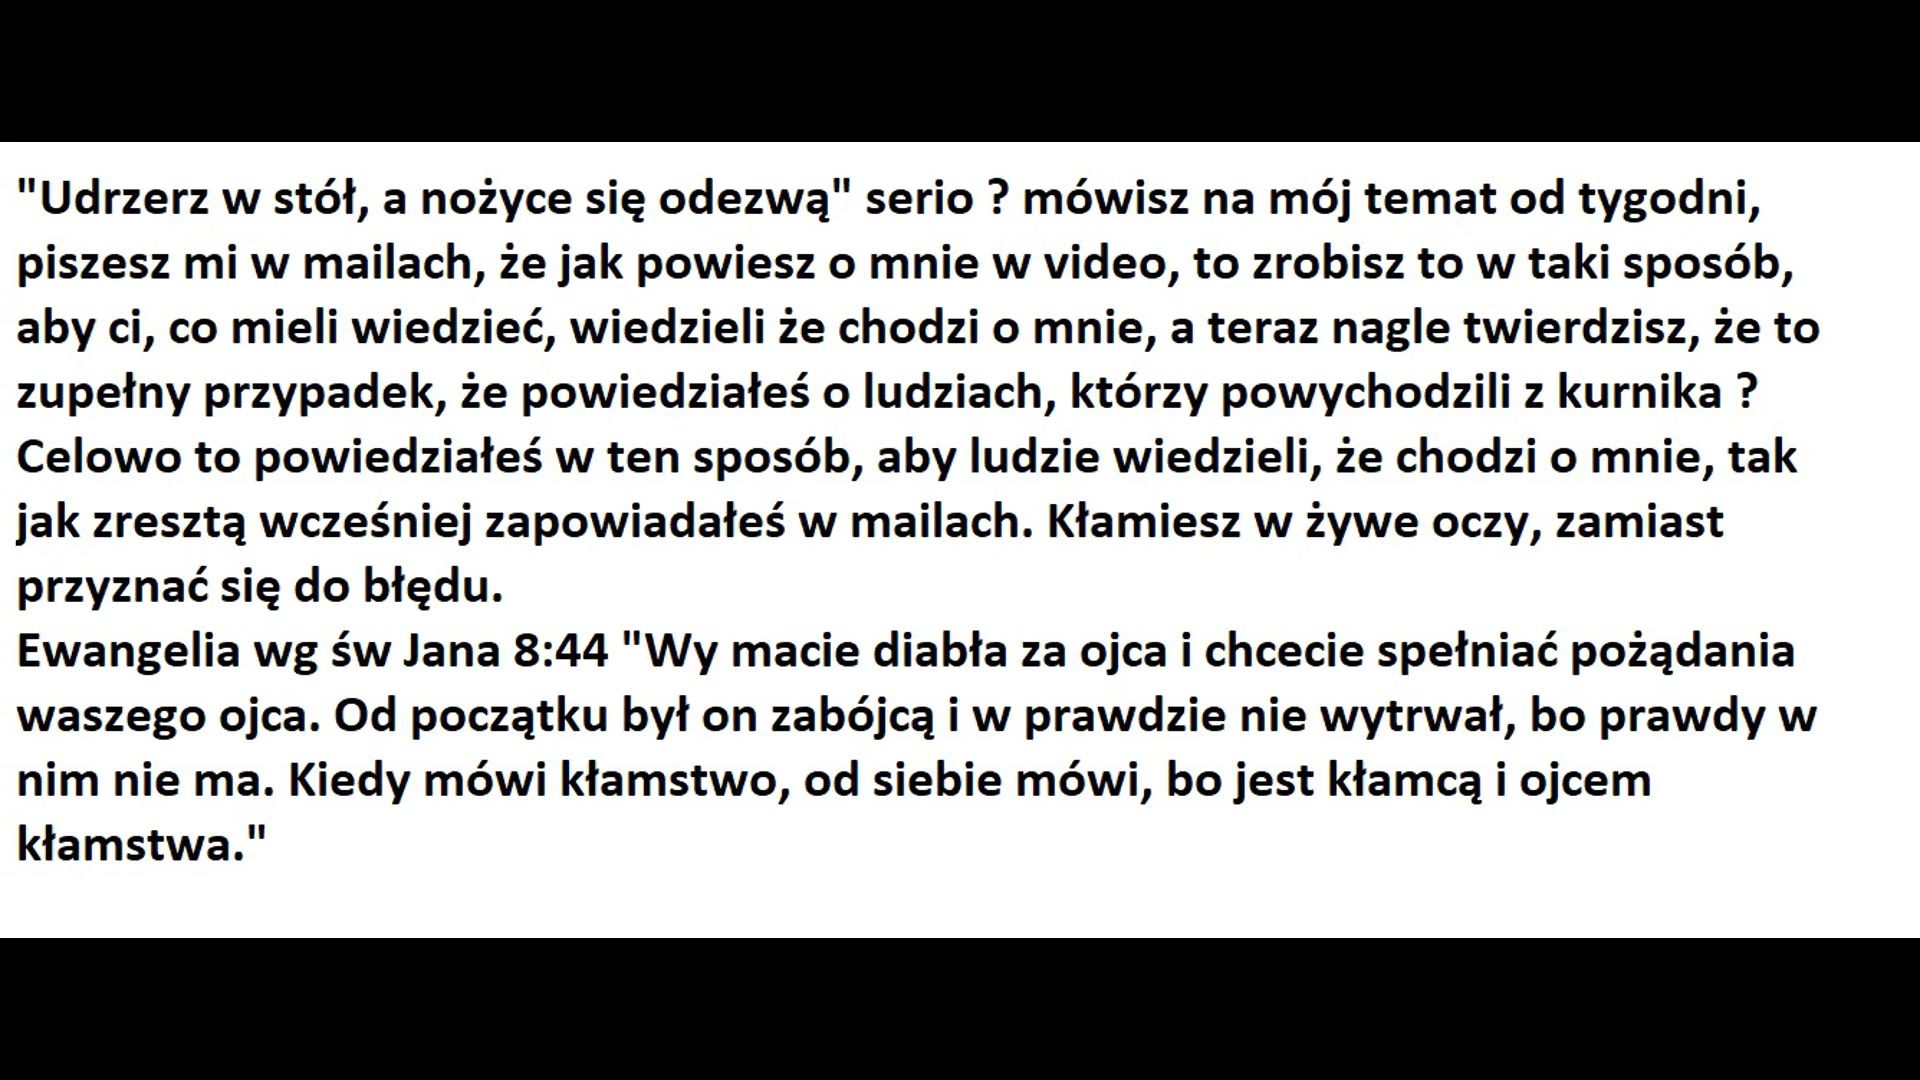 "Udrzerz w stół, a nożyce się odezwą" serio ? mówisz na mój temat od tygodni,
piszesz mi w mailach, że jak powiesz o mnie w video, to zrobisz to w taki sposób,
aby ci, co mieli wiedzieć, wiedzieli że chodzi o mnie, a teraz nagle twierdzisz, że to
zupełny przypadek, że powiedziałeś o ludziach, którzy powychodzili z kurnika ?
Celowo to powiedziałeś w ten sposób, aby ludzie wiedzieli, że chodzi o mnie, tak
jak zresztą wcześniej zapowiadałeś w mailach. Kłamiesz w żywe oczy, zamiast
przyznać się do błędu.
Ewangelia wg św Jana 8:44 "Wy macie diabła za ojca i chcecie spełniać pożądania
waszego ojca. Od początku był on zabójcą i w prawdzie nie wytrwał, bo prawdy w
nim nie ma. Kiedy mówi kłamstwo, od siebie mówi, bo jest kłamcą i ojcem
kłamstwa."